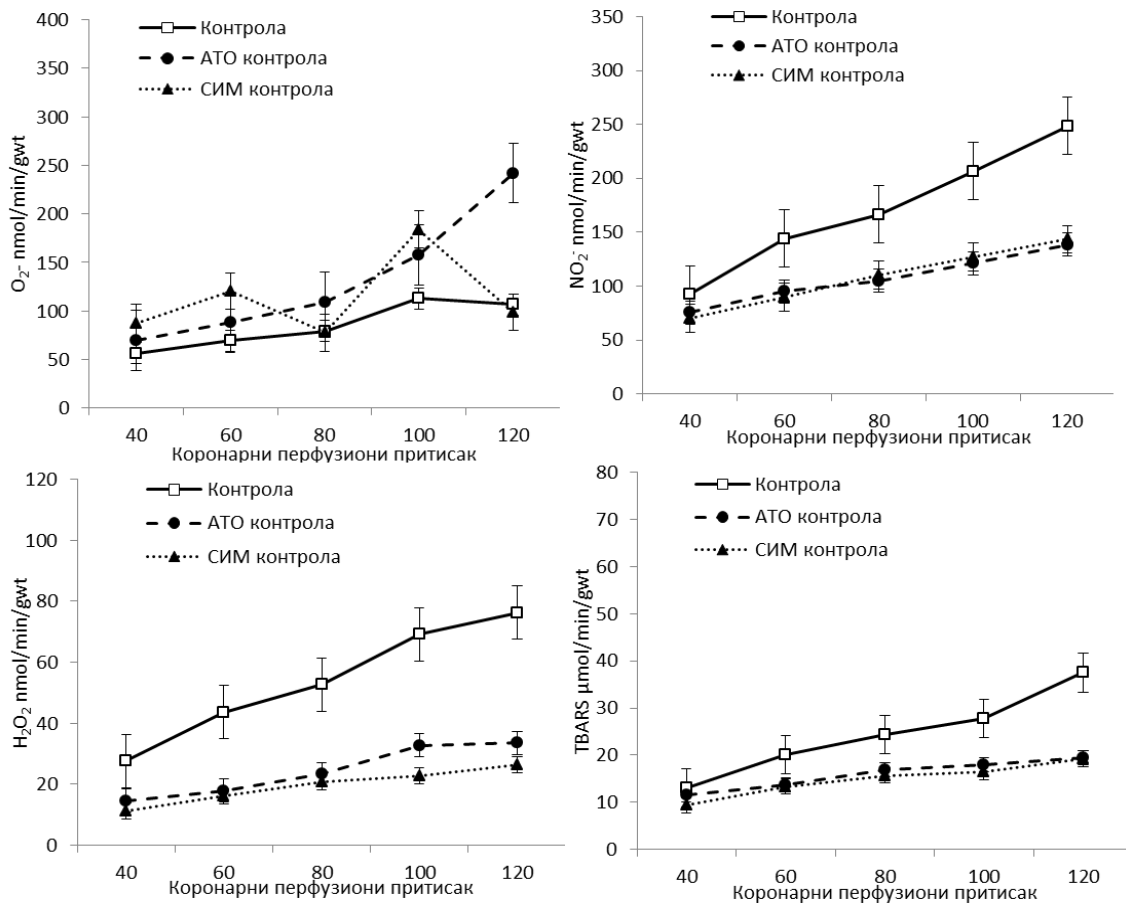 400
350
300
250
200
150
100
50
0
O₂- nmol/min/gwt
Контрола
АТО контрола
СИМ контрола
40 60 80 100 120
Коронарни перфузиони притисак
350
300
250
200
150
100
50
0
NO₂- nmol/min/gwt
Контрола
АТО контрола
СИМ контрола
40 60 80 100 120
Коронарни перфузиони притисак
120
100
80
60
40
20
0
H₂O₂ nmol/min/gwt
Контрола
АТО контрола
СИМ контрола
40 60 80 100 120
Коронарни перфузиони притисак
80
70
60
50
40
30
20
10
0
TBARS µmol/min/gwt
Контрола
АТО контрола
СИМ контрола
40 60 80 100 120
Коронарни перфузиони притисак